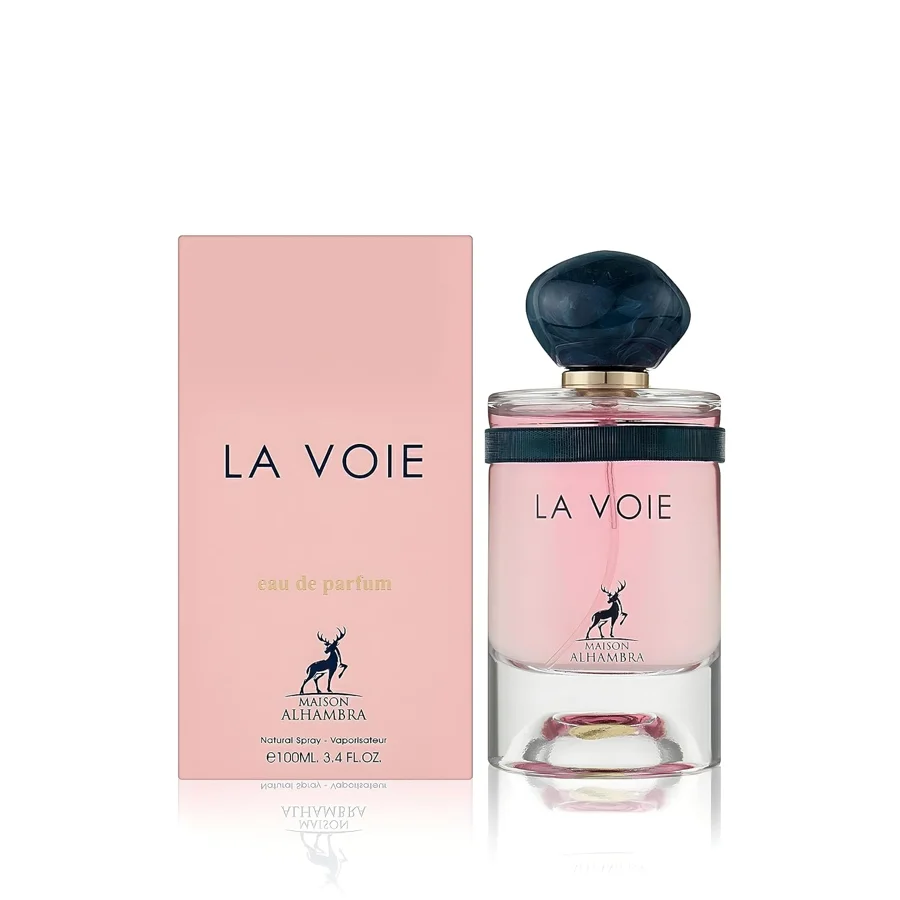 LA VOIE
eau de parfum
MAISON
ALHAMBRA
Natural Spray - Vaporisateur
℮100ML. 3.4 FL.OZ.
LA VOIE
MAISON
ALHAMBRA